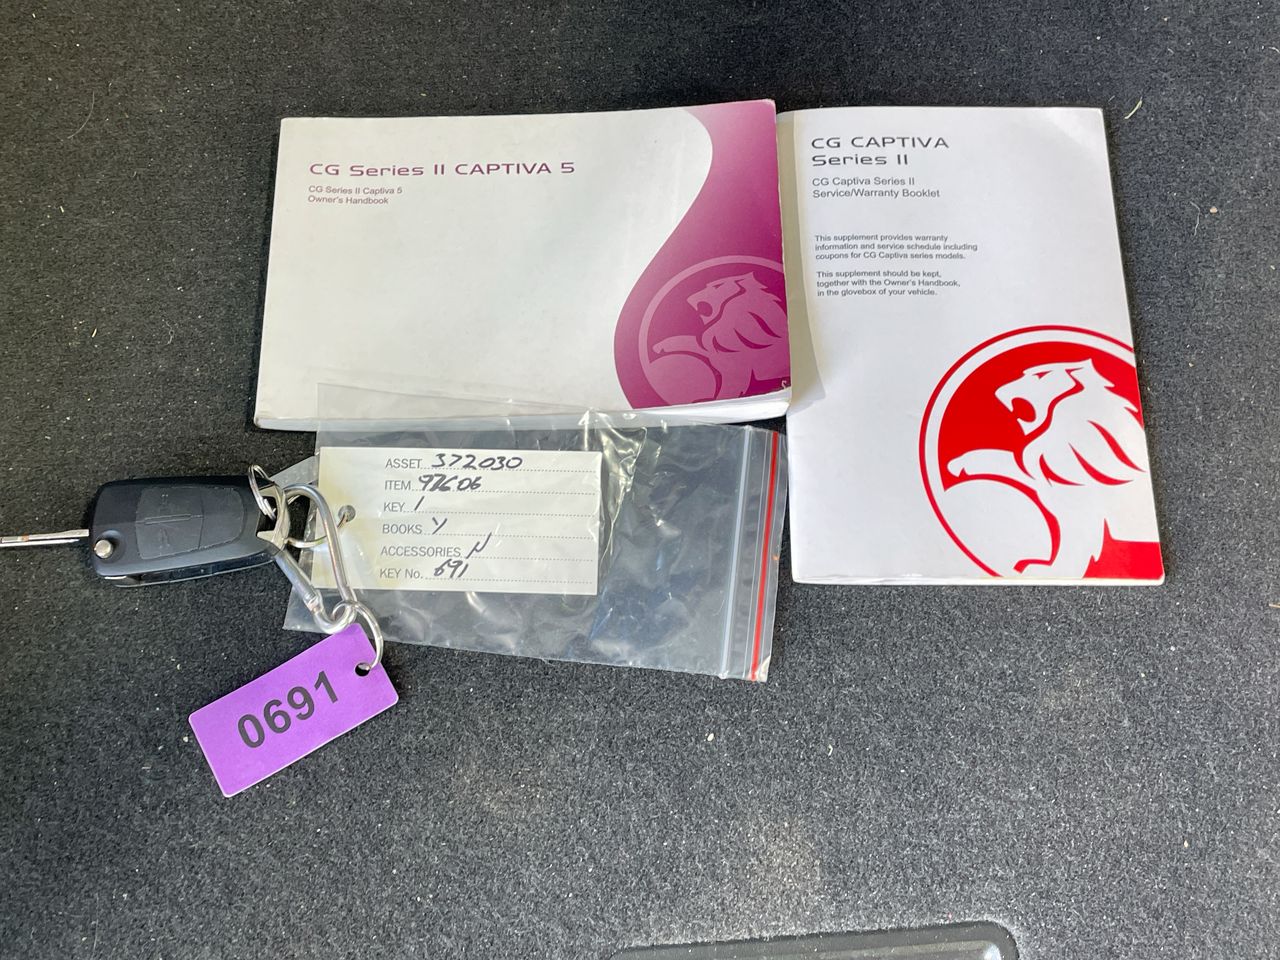 CG Series II CAPTIVA 5
CG Series II Captiva 5
Owner's Handbook
CG CAPTIVA
Series II
CG Captiva Series II
Service/Warranty Booklet
This supplement provides warranty
information and service schedule including
coupons for CG Captiva series models.
This supplement should be kept,
together with the Owner's Handbook,
in the glovebox of your vehicle.
ASSET 372030
ITEM
KEY 1
BOOKS Y
ACCESSORIES N
KEY No. 691
0691